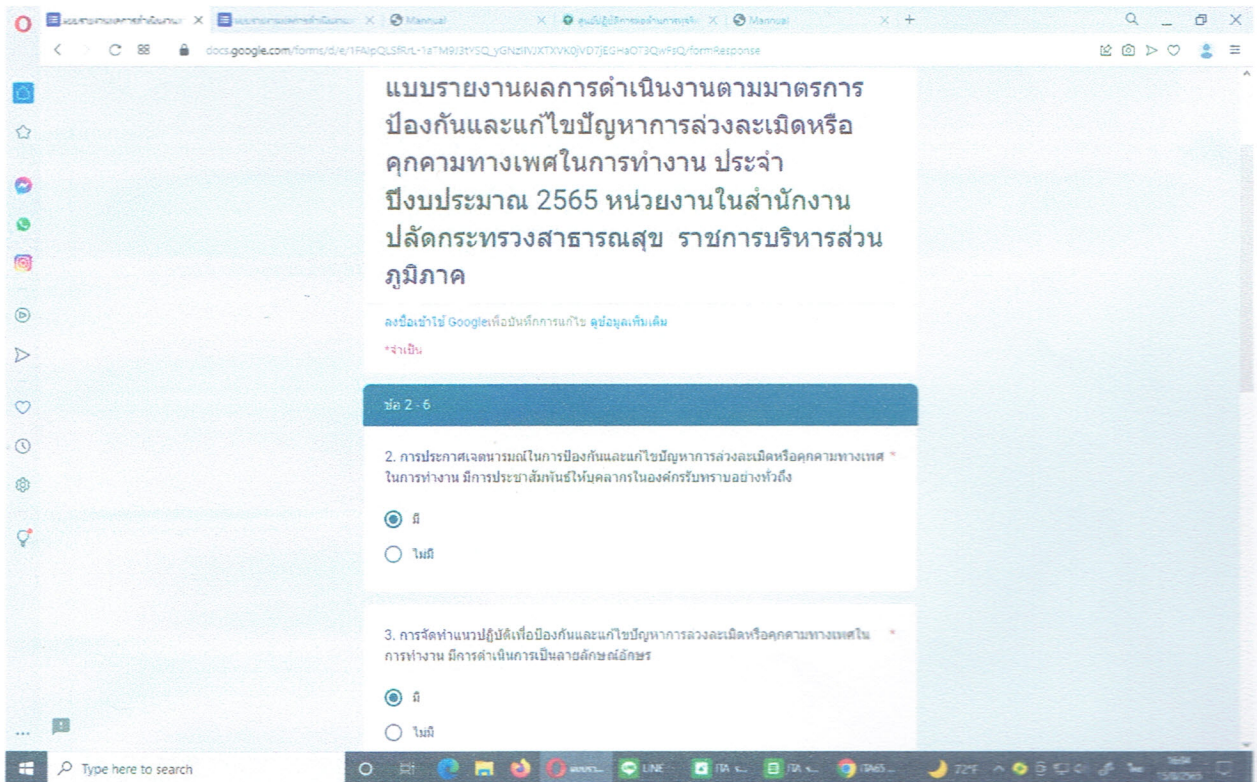 Mannual
Mannual
docs.google.com/forms/d/e/
แบบรายงานผลการดำเนินงานตามมาตรการ
ป้องกันและแก้ไขปัญหาการล่วงละเมิดหรือ
คุกคามทางเพศในการทำงาน ประจำ
ปีงบประมาณ 2565 หน่วยงานในสำนักงาน
ปลัดกระทรวงสาธารณสุข ราชการบริหารส่วน
ภูมิภาค
ลงชื่อเข้าใช้ Googleเพื่อบันทึกการแก้ไข ดูข้อมูลเพิ่มเติม
*จำเป็น
ข้อ 2 - 6
2. การประกาศเจตนารมณ์ในการป้องกันและแก้ไขปัญหาการล่วงละเมิดหรือคุกคามทางเพศ *
ในการทำงาน มีการประชาสัมพันธ์ให้บุคลากรในองค์กรรับทราบอย่างทั่วถึง
มี
ไม่มี
3. การจัดทำแนวปฏิบัติเพื่อป้องกันและแก้ไขปัญหาการล่วงละเมิดหรือคุกคามทางเพศใน *
การทำงาน มีการดำเนินการเป็นลายลักษณ์อักษร
มี
ไม่มี
Type here to search
LINE
72°F
16:04